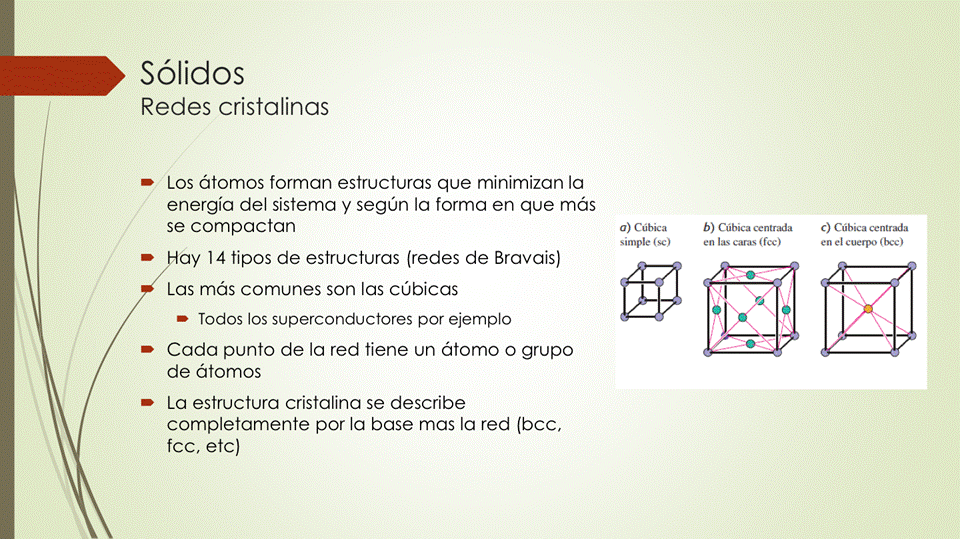 Sólidos
Redes cristalinas
Los átomos forman estructuras que minimizan la
energía del sistema y según la forma en que más
se compactan
Hay 14 tipos de estructuras (redes de Bravais)
Las más comunes son las cúbicas
Todos los superconductores por ejemplo
Cada punto de la red tiene un átomo o grupo
de átomos
La estructura cristalina se describe
completamente por la base mas la red (bcc,
fcc, etc)
a) Cúbica
simple (sc)
b) Cúbica centrada
en las caras (fcc)
c) Cúbica centrada
en el cuerpo (bcc)